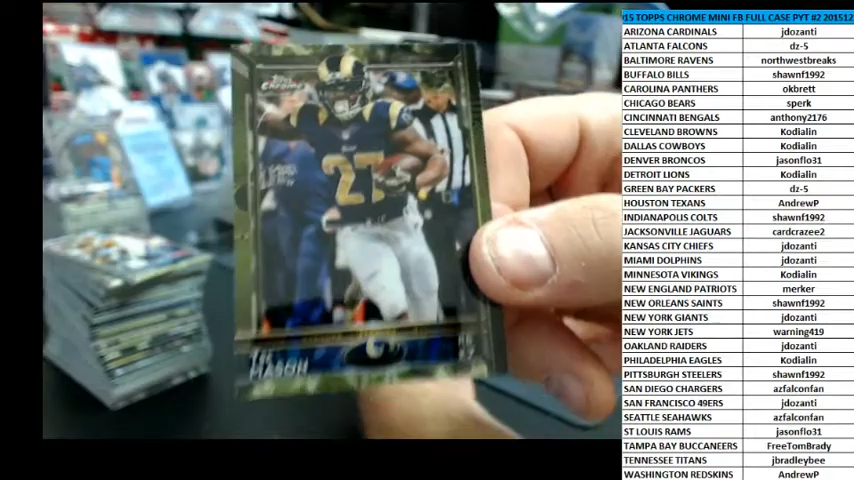 Topps
Chrome
27
TRE
MASON
15 TOPPS CHROME MINI FB FULL CASE PYT #2 201512
ARIZONA CARDINALS jdozanti
ATLANTA FALCONS dz-5
BALTIMORE RAVENS northwestbreaks
BUFFALO BILLS shawnf1992
CAROLINA PANTHERS okbrett
CHICAGO BEARS sperk
CINCINNATI BENGALS anthony2176
CLEVELAND BROWNS Kodialin
DALLAS COWBOYS Kodialin
DENVER BRONCOS jasonflo31
DETROIT LIONS Kodialin
GREEN BAY PACKERS dz-5
HOUSTON TEXANS AndrewP
INDIANAPOLIS COLTS shawnf1992
JACKSONVILLE JAGUARS cardcrazee2
KANSAS CITY CHIEFS jdozanti
MIAMI DOLPHINS jdozanti
MINNESOTA VIKINGS Kodialin
NEW ENGLAND PATRIOTS merker
NEW ORLEANS SAINTS shawnf1992
NEW YORK GIANTS jdozanti
NEW YORK JETS warning419
OAKLAND RAIDERS jdozanti
PHILADELPHIA EAGLES Kodialin
PITTSBURGH STEELERS shawnf1992
SAN DIEGO CHARGERS azfalconfan
SAN FRANCISCO 49ERS jdozanti
SEATTLE SEAHAWKS azfalconfan
ST LOUIS RAMS jasonflo31
TAMPA BAY BUCCANEERS FreeTomBrady
TENNESSEE TITANS jbradleybee
WASHINGTON REDSKINS AndrewP